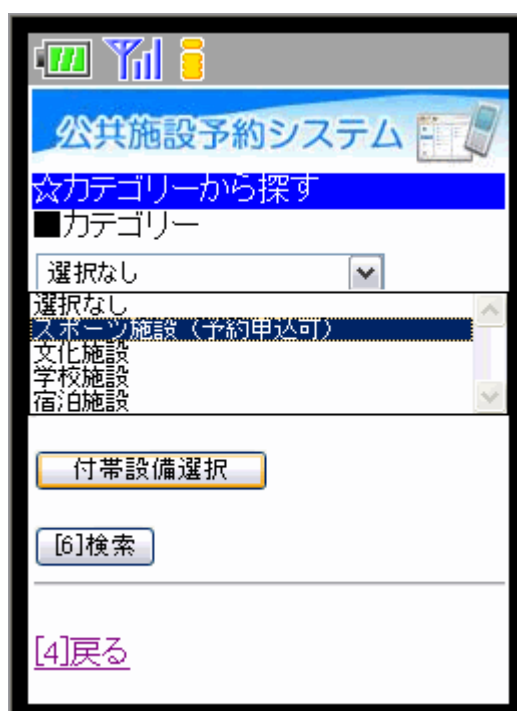 公共施設予約システム
☆カテゴリーから探す
■カテゴリー
選択なし
選択なし
スポーツ施設（予約申込可）
文化施設
学校施設
宿泊施設
付帯設備選択
[6]検索
[4]戻る